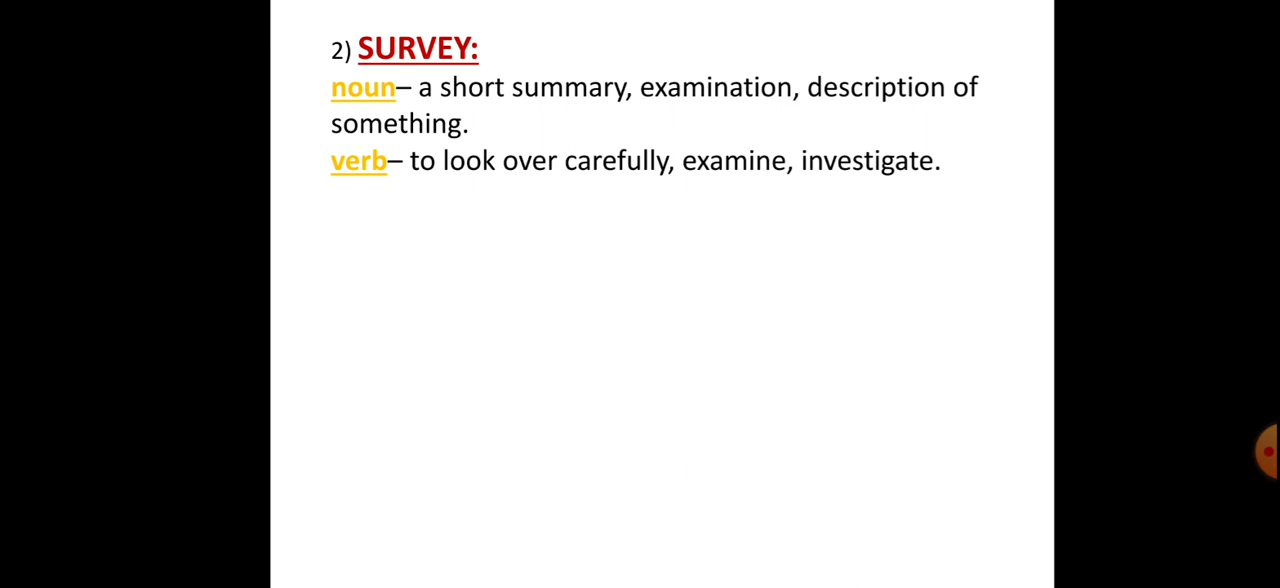 2) SURVEY:
noun– a short summary, examination, description of
something.
verb– to look over carefully, examine, investigate.